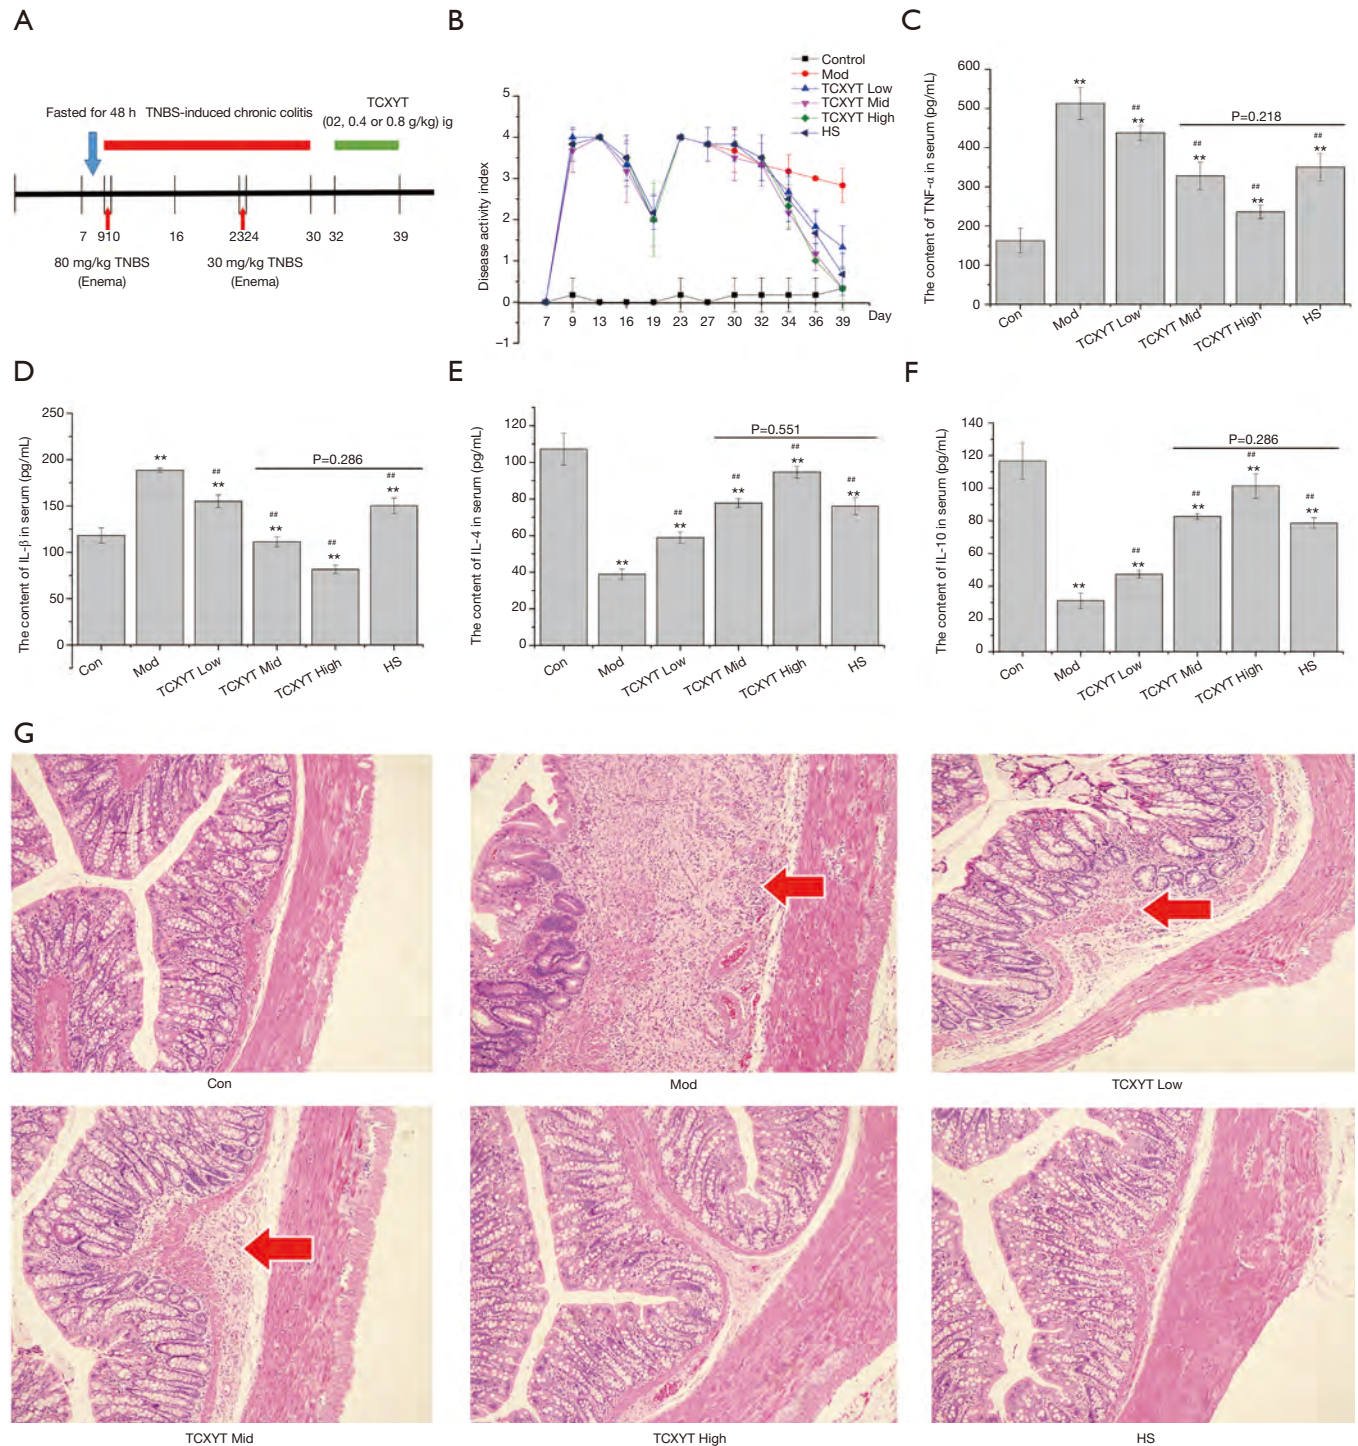 A
Fasted for 48 h TNBS-induced chronic colitis
TCXYT
(02, 0.4 or 0.8 g/kg) ig
7 910 16 2324 30 32 39
80 mg/kg TNBS
(Enema)
30 mg/kg TNBS
(Enema)
B
Control
Mod
TCXYT Low
TCXYT Mid
TCXYT High
HS
Disease activity index
5
4
3
2
1
0
−1
7 9 13 16 19 23 27 30 32 34 36 39 Day
C
The content of TNF-α in serum (pg/mL)
600
500
400
300
200
100
0
**
##
**
##
**
##
**
##
**
P=0.218
Con Mod TCXYT Low TCXYT Mid TCXYT High HS
D
The content of IL-β in serum (pg/mL)
250
200
150
100
50
0
**
##
**
##
**
##
**
##
**
P=0.286
Con Mod TCXYT Low TCXYT Mid TCXYT High HS
E
The content of IL-4 in serum (pg/mL)
120
100
80
60
40
20
0
**
##
**
##
**
##
**
##
**
P=0.551
Con Mod TCXYT Low TCXYT Mid TCXYT High HS
F
The content of IL-10 in serum (pg/mL)
140
120
100
80
60
40
20
0
**
##
**
##
**
##
**
##
**
P=0.286
Con Mod TCXYT Low TCXYT Mid TCXYT High HS
G
Con Mod TCXYT Low
TCXYT Mid TCXYT High HS